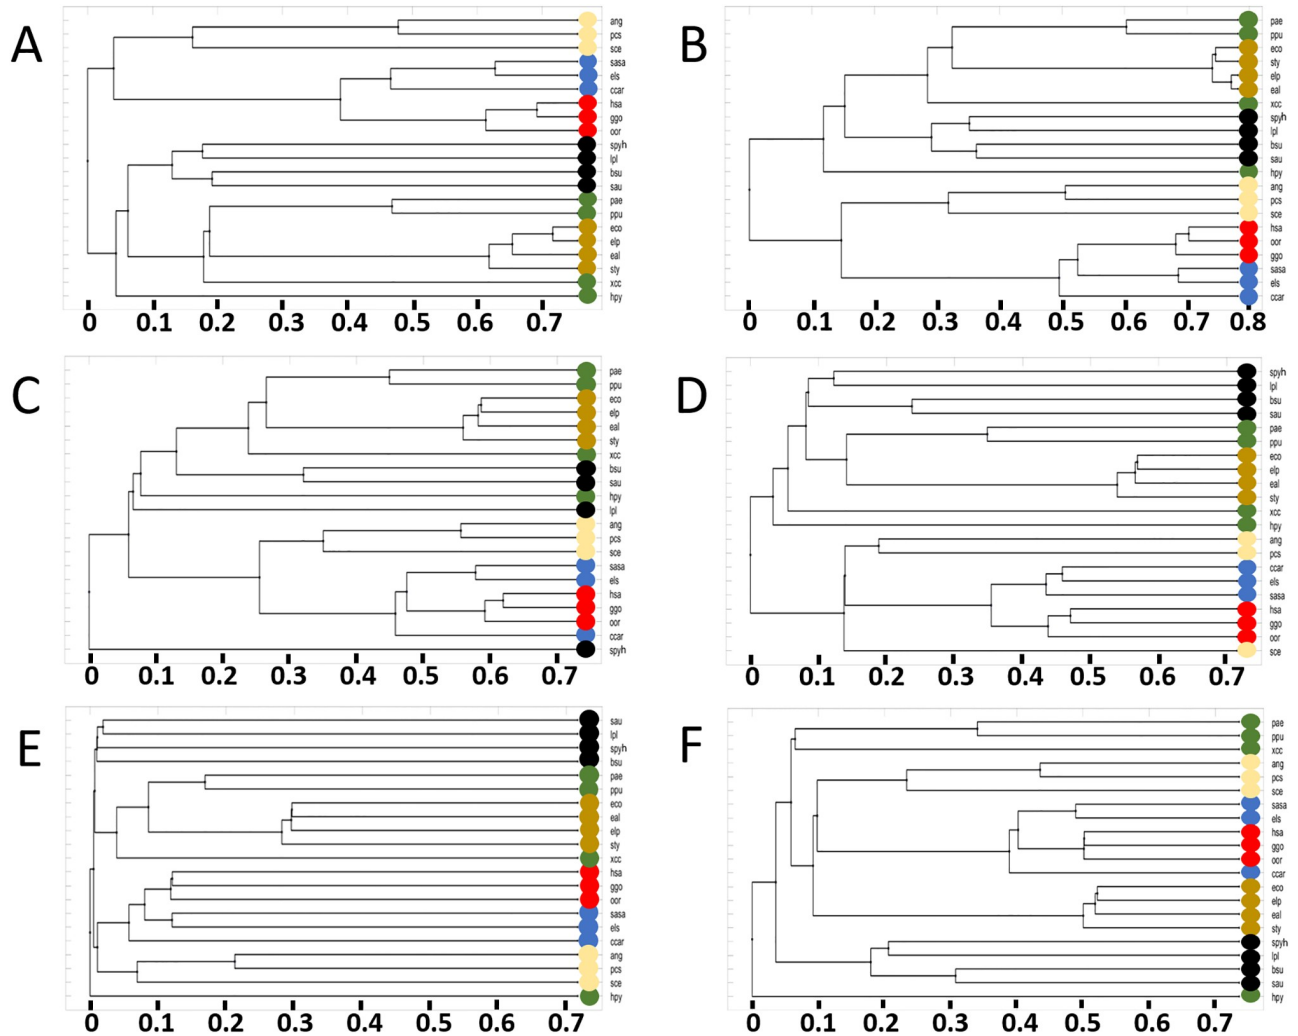 A
ang
pcs
sce
sasa
els
ccar
hsa
ggo
oor
spyh
lpl
bsu
sau
pae
ppu
eco
elp
eal
sty
xcc
hpy
0 0.1 0.2 0.3 0.4 0.5 0.6 0.7
B
pae
ppu
eco
sty
elp
eal
xcc
spyh
lpl
bsu
sau
hpy
ang
pcs
sce
hsa
oor
ggo
sasa
els
ccar
0 0.1 0.2 0.3 0.4 0.5 0.6 0.7 0.8
C
pae
ppu
eco
elp
eal
sty
xcc
bsu
sau
hpy
lpl
ang
pcs
sce
sasa
els
hsa
ggo
oor
ccar
spyh
0 0.1 0.2 0.3 0.4 0.5 0.6 0.7
D
spyh
lpl
bsu
sau
pae
ppu
eco
elp
eal
sty
xcc
hpy
ang
pcs
ccar
els
sasa
hsa
ggo
oor
sce
0 0.1 0.2 0.3 0.4 0.5 0.6 0.7
E
sau
lpl
spyh
bsu
pae
ppu
eco
eal
elp
sty
xcc
hsa
ggo
oor
sasa
els
ccar
ang
pcs
sce
hpy
0 0.1 0.2 0.3 0.4 0.5 0.6 0.7
F
pae
ppu
xcc
ang
pcs
sce
sasa
els
hsa
ggo
oor
ccar
eco
elp
eal
sty
spyh
lpl
bsu
sau
hpy
0 0.1 0.2 0.3 0.4 0.5 0.6 0.7